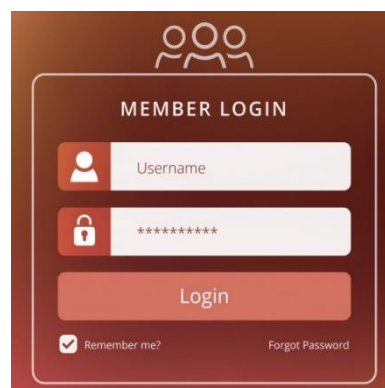 MEMBER LOGIN
Username
**********
Login
Remember me? Forgot Password